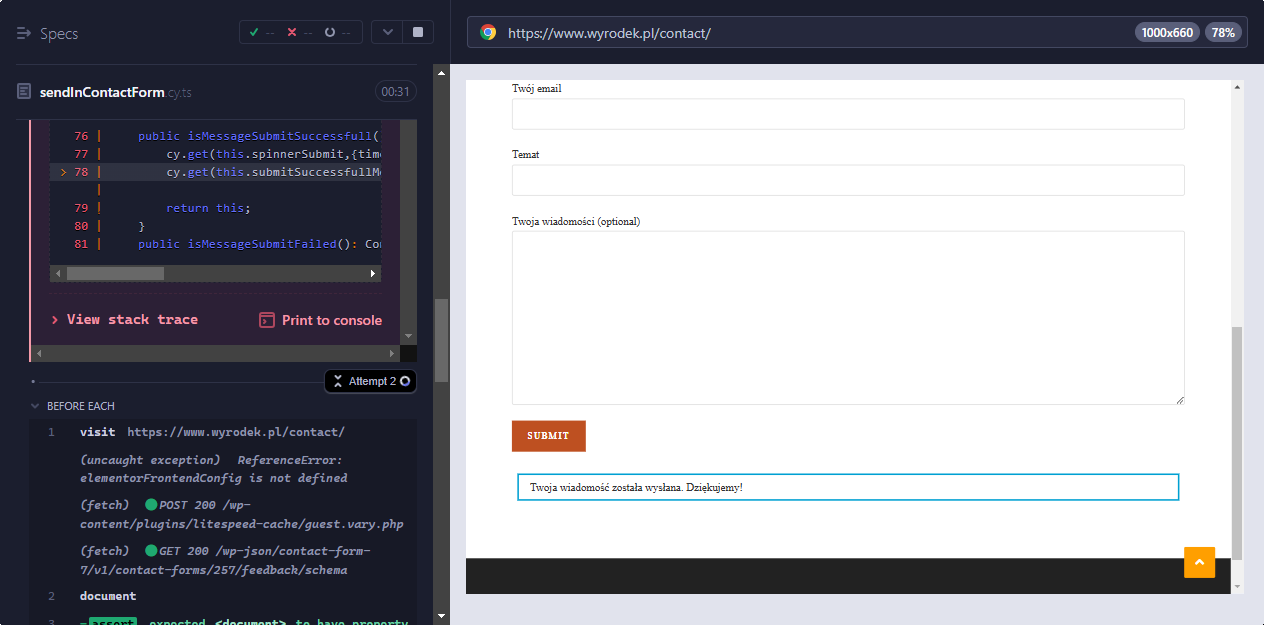 Specs
--
--
--
https://www.wyrodek.pl/contact/
1000x660
78%
sendInContactForm.cy.ts
00:31
76 | public isMessageSubmitSuccessfull(
77 | cy.get(this.spinnerSubmit,{tim
> 78 | cy.get(this.submitSuccessfullM
|
79 | return this;
80 | }
81 | public isMessageSubmitFailed(): Co
> View stack trace
Print to console
Attempt 2
BEFORE EACH
1 visit https://www.wyrodek.pl/contact/
(uncaught exception) ReferenceError:
elementorFrontendConfig is not defined
(fetch) POST 200 /wp-
content/plugins/litespeed-cache/guest.vary.php
(fetch) GET 200 /wp-json/contact-form-
7/v1/contact-forms/257/feedback/schema
2 document
3 -assert expected <document> to have property
Twój email
Temat
Twoja wiadomości (optional)
SUBMIT
Twoja wiadomość została wysłana. Dziękujemy!